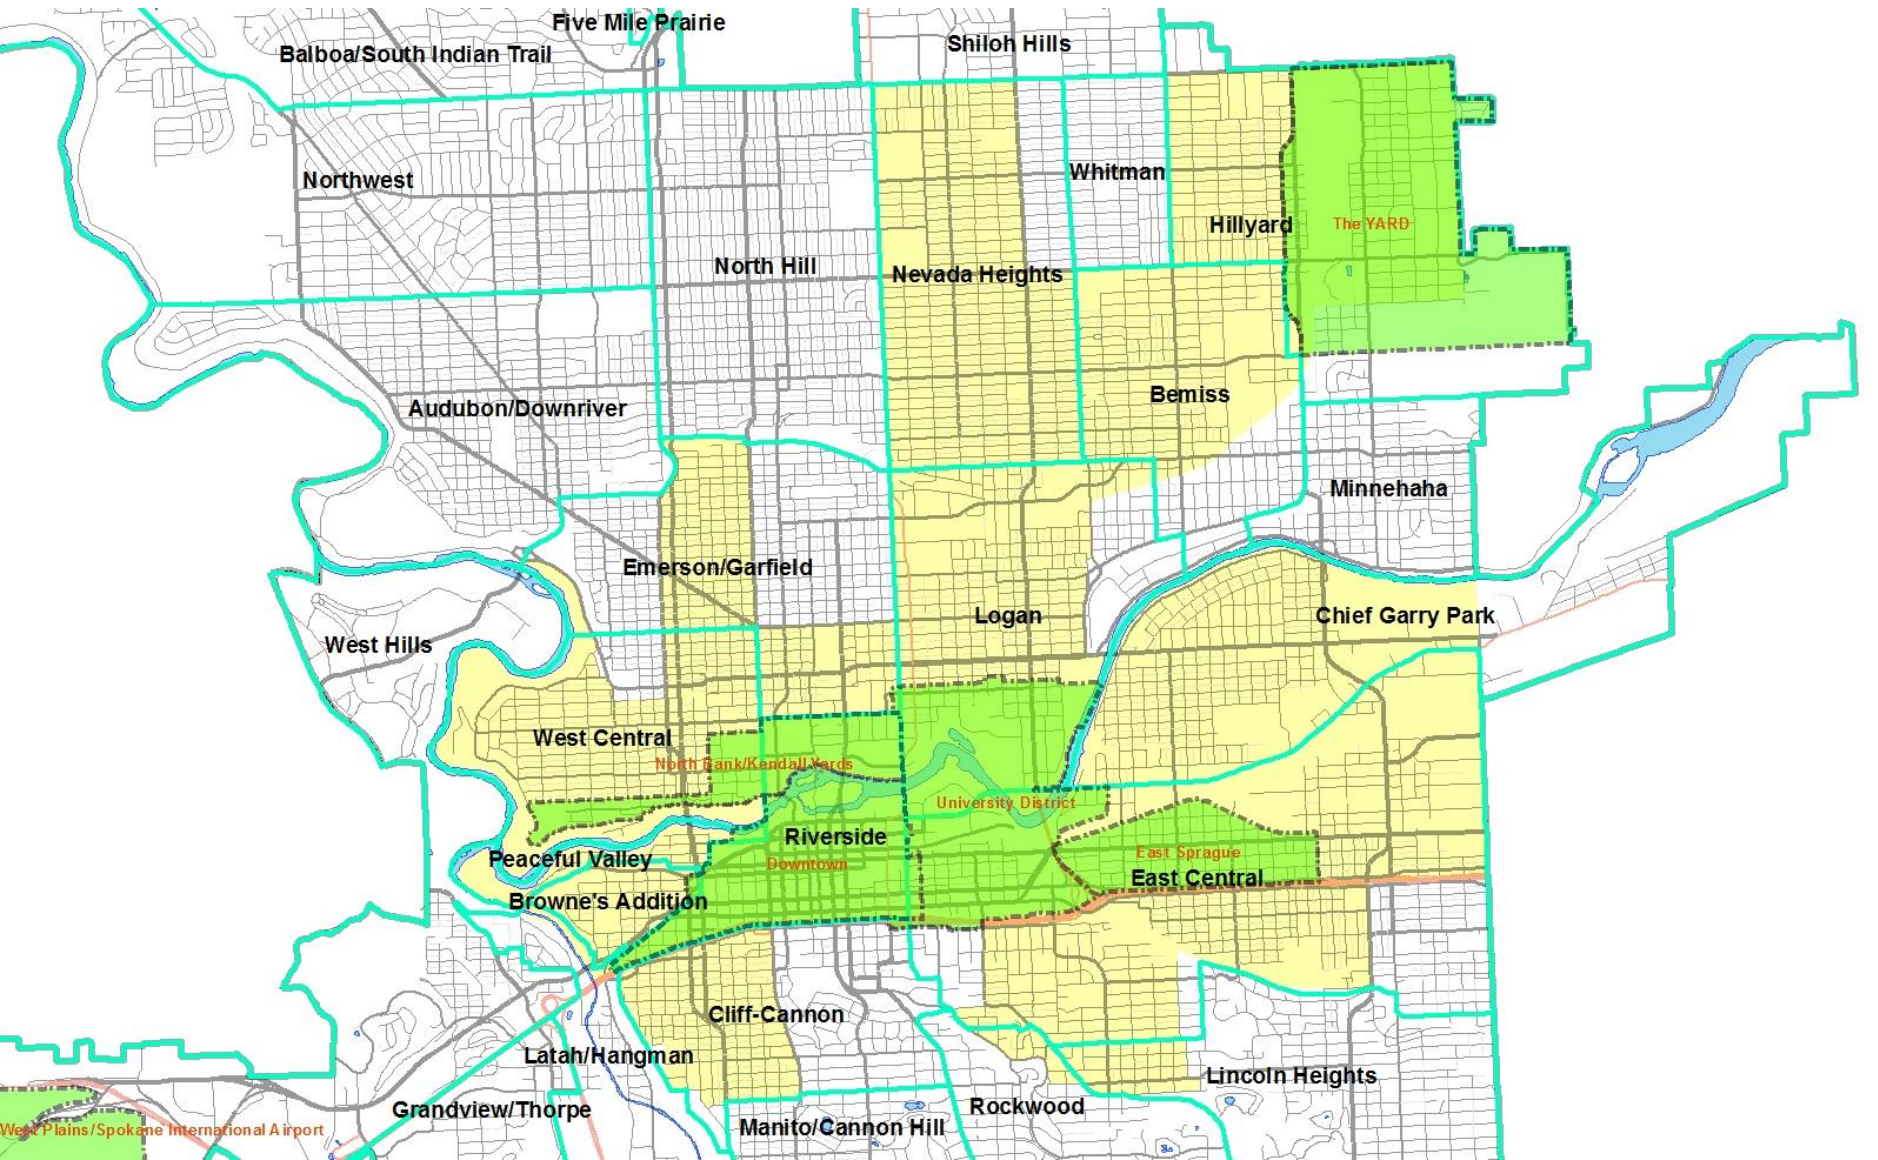 Five Mile Prairie
Shiloh Hills
Balboa/South Indian Trail
Whitman
Northwest
Hillyard
The YARD
North Hill
Nevada Heights
Bemiss
Audubon/Downriver
Minnehaha
Emerson/Garfield
Logan
Chief Garry Park
West Hills
West Central
North Bank/Kendall Yards
University District
Riverside
Downtown
East Sprague
Peaceful Valley
East Central
Browne's Addition
Cliff-Cannon
Latah/Hangman
Lincoln Heights
Grandview/Thorpe
Rockwood
Manito/Cannon Hill
West Plains/Spokane International Airport